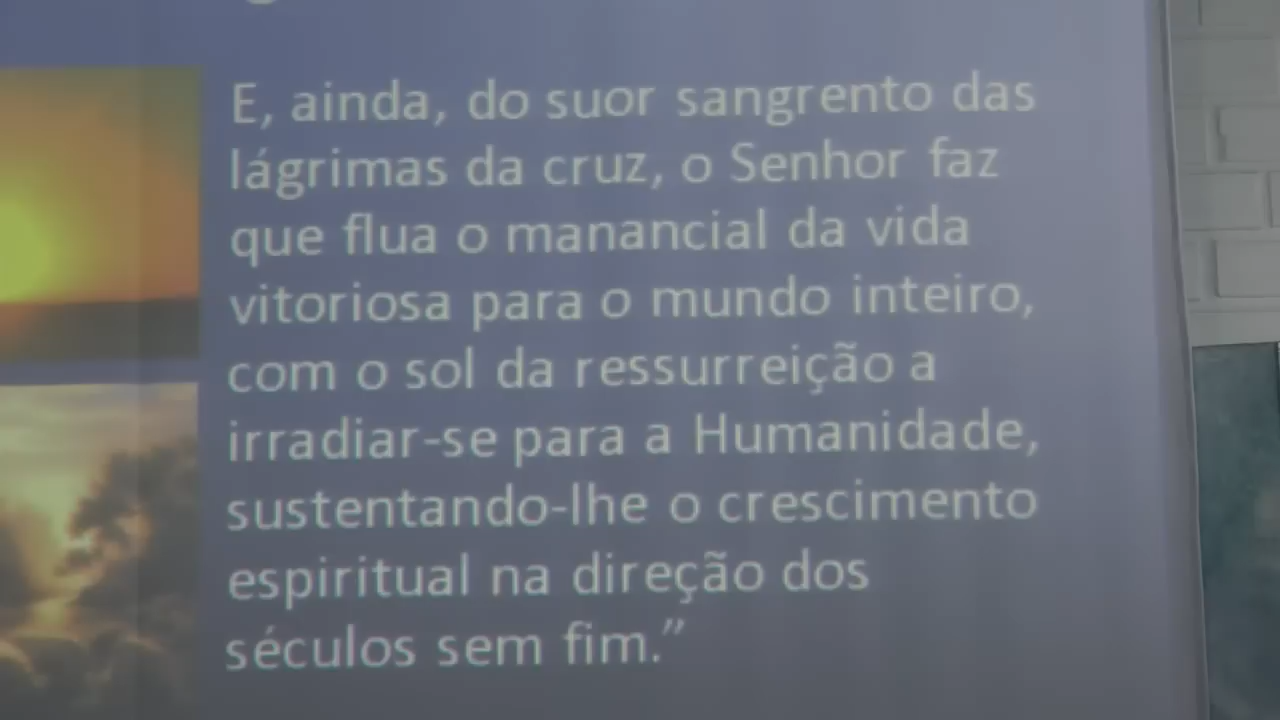 E, ainda, do suor sangrento das
lágrimas da cruz, o Senhor faz
que flua o manancial da vida
vitoriosa para o mundo inteiro,
com o sol da ressurreição a
irradiar-se para a Humanidade,
sustentando-lhe o crescimento
espiritual na direção dos
séculos sem fim.”